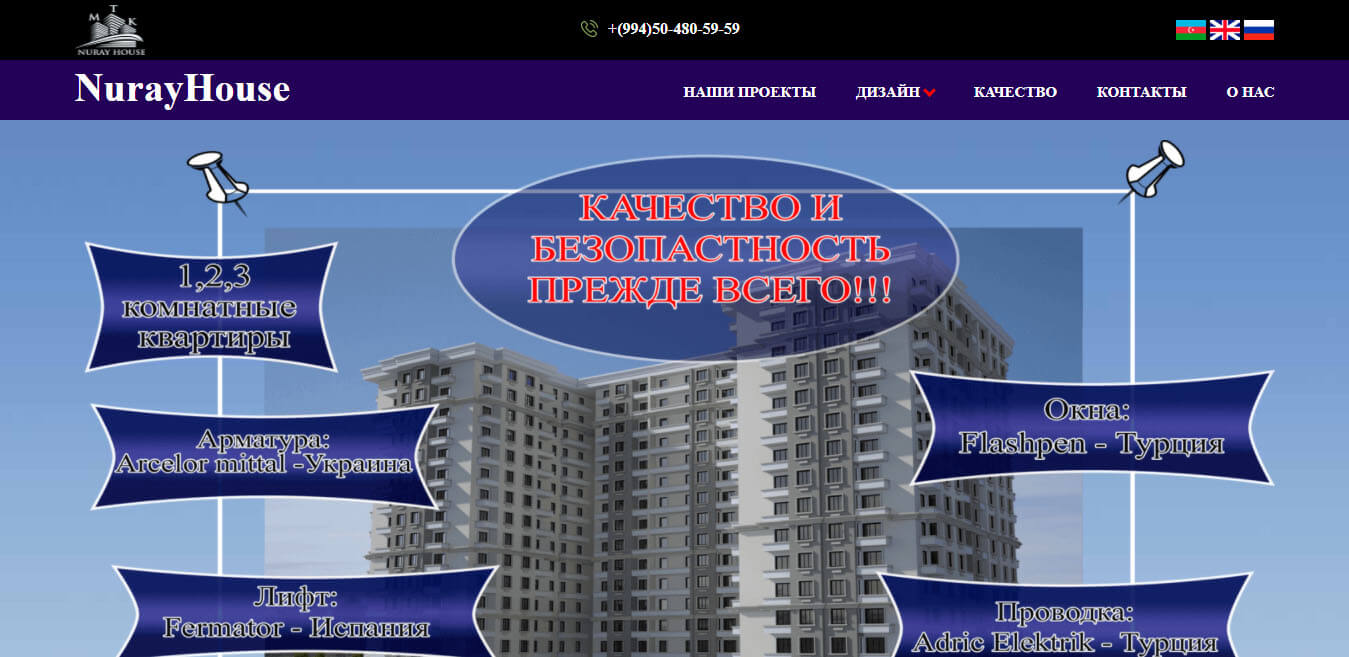 M T K
NURAY HOUSE
+(994)50-480-59-59
NurayHouse
НАШИ ПРОЕКТЫ
ДИЗАЙН
КАЧЕСТВО
КОНТАКТЫ
О НАС
КАЧЕСТВО И
БЕЗОПАСТНОСТЬ
ПРЕЖДЕ ВСЕГО!!!
1,2,3
комнатные
квартиры
Арматура:
Arcelor mittal -Украина
Окна:
Flashpen - Турция
Лифт:
Fermator - Испания
Проводка:
Adric Elektrik - Турция